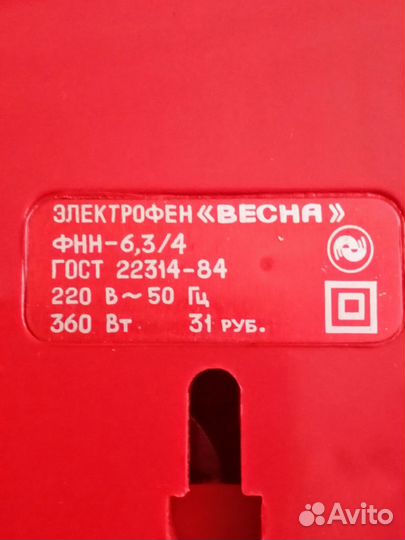 ЭЛЕКТРОФЕН «ВЕСНА»
ФНН-6,3/4
ГОСТ 22314-84
220 В ~ 50 Гц
360 Вт 31 РУБ.
Avito